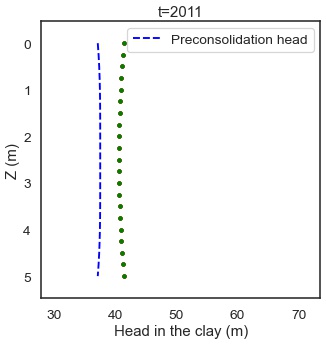 t=2011
Preconsolidation head
0
1
2
3
4
5
Z (m)
30 40 50 60 70
Head in the clay (m)